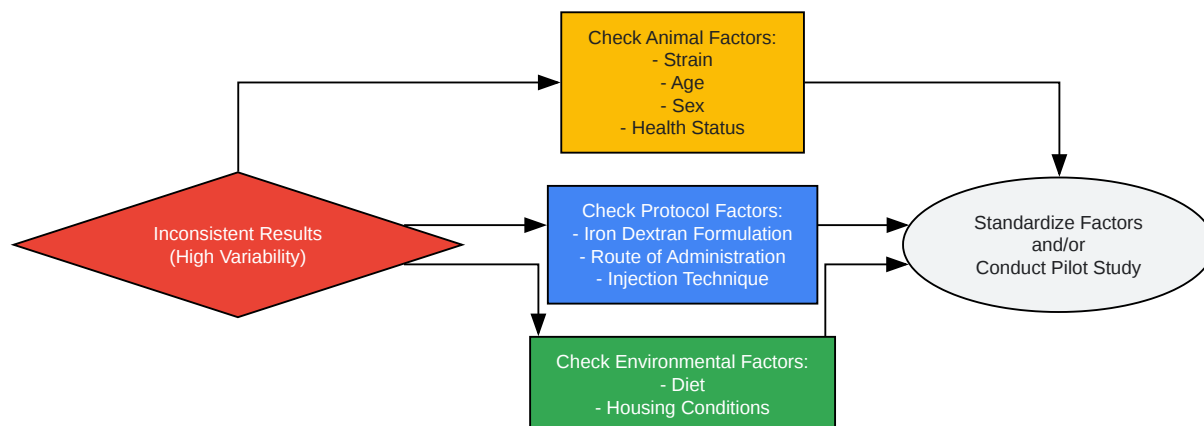 Check Animal Factors:
- Strain
- Age
- Sex
- Health Status
Inconsistent Results
(High Variability)
Check Protocol Factors:
- Iron Dextran Formulation
- Route of Administration
- Injection Technique
Standardize Factors
and/or
Conduct Pilot Study
Check Environmental Factors:
- Diet
- Housing Conditions